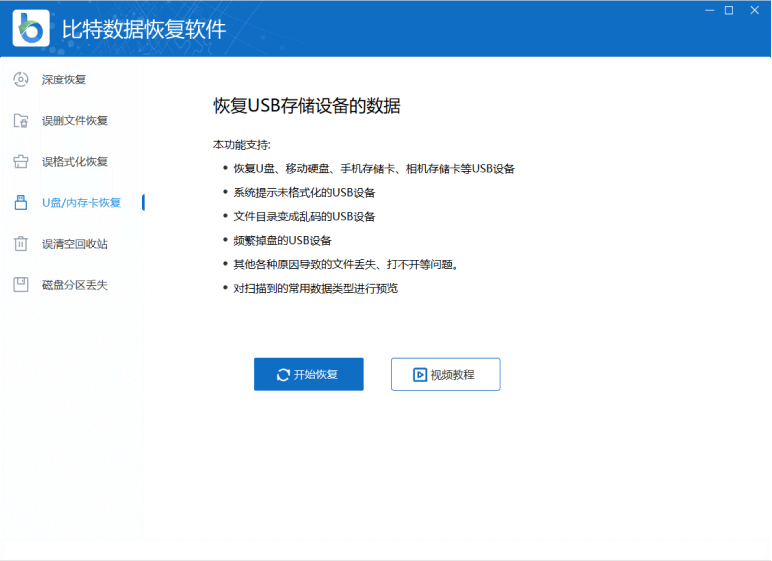 比特数据恢复软件
深度恢复
误删文件恢复
误格式化恢复
U盘/内存卡恢复
误清空回收站
磁盘分区丢失
恢复USB存储设备的数据
本功能支持:
• 恢复U盘、移动硬盘、手机存储卡、相机存储卡等USB设备
• 系统提示未格式化的USB设备
• 文件目录变成乱码的USB设备
• 频繁掉盘的USB设备
• 其他各种原因导致的文件丢失、打不开等问题。
• 对扫描到的常用数据类型进行预览
开始恢复
视频教程